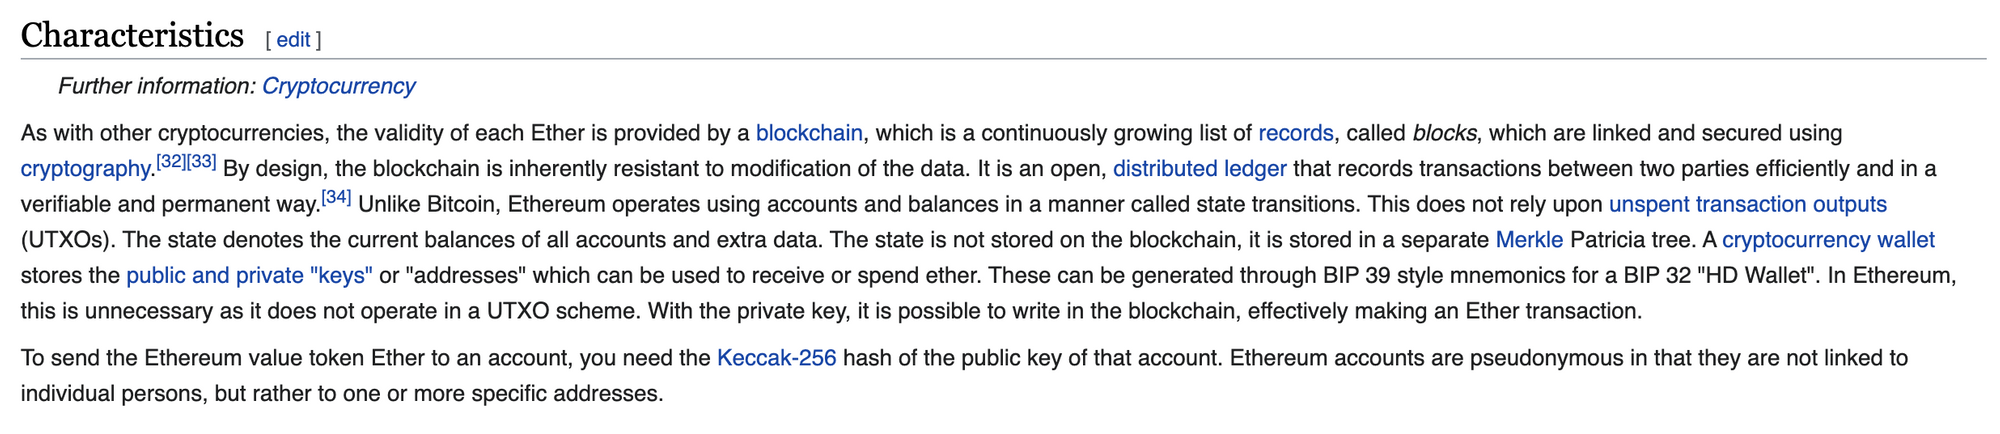 Characteristics [ edit ]
Further information: Cryptocurrency
As with other cryptocurrencies, the validity of each Ether is provided by a blockchain, which is a continuously growing list of records, called blocks, which are linked and secured using
cryptography.[32][33] By design, the blockchain is inherently resistant to modification of the data. It is an open, distributed ledger that records transactions between two parties efficiently and in a
verifiable and permanent way.[34] Unlike Bitcoin, Ethereum operates using accounts and balances in a manner called state transitions. This does not rely upon unspent transaction outputs
(UTXOs). The state denotes the current balances of all accounts and extra data. The state is not stored on the blockchain, it is stored in a separate Merkle Patricia tree. A cryptocurrency wallet
stores the public and private "keys" or "addresses" which can be used to receive or spend ether. These can be generated through BIP 39 style mnemonics for a BIP 32 "HD Wallet". In Ethereum,
this is unnecessary as it does not operate in a UTXO scheme. With the private key, it is possible to write in the blockchain, effectively making an Ether transaction.
To send the Ethereum value token Ether to an account, you need the Keccak-256 hash of the public key of that account. Ethereum accounts are pseudonymous in that they are not linked to
individual persons, but rather to one or more specific addresses.